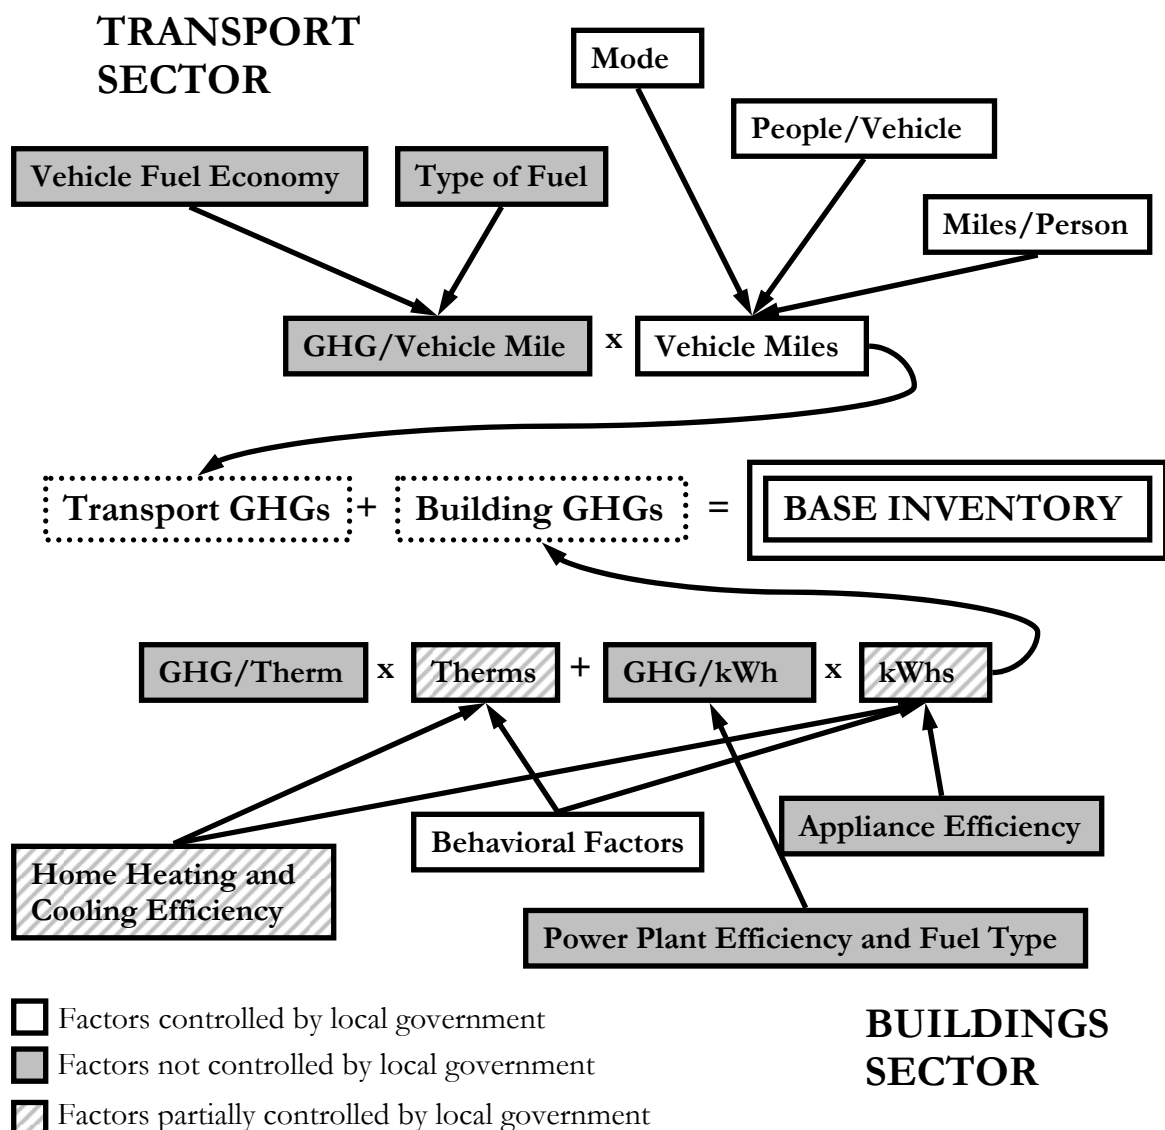 TRANSPORT
SECTOR
Mode
People/Vehicle
Vehicle Fuel Economy
Type of Fuel
Miles/Person
GHG/Vehicle Mile
x
Vehicle Miles
Transport GHGs
+
Building GHGs
=
BASE INVENTORY
GHG/Therm
x
Therms
+
GHG/kWh
x
kWhs
Behavioral Factors
Appliance Efficiency
Home Heating and
Cooling Efficiency
Power Plant Efficiency and Fuel Type
Factors controlled by local government
Factors not controlled by local government
Factors partially controlled by local government
BUILDINGS
SECTOR